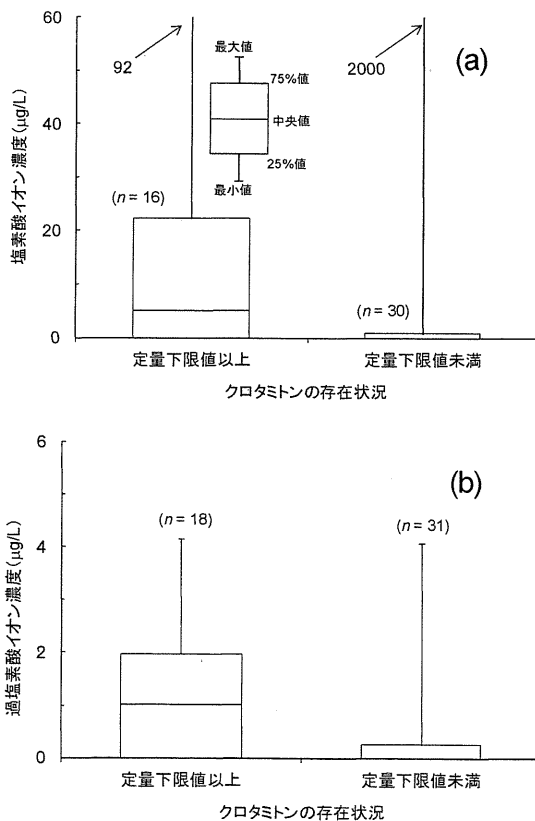 60
92
2000
(a)
最大値
75%値
中央値
25%値
最小値
塩素酸イオン濃度(μg/L)
40
20
0
(n = 16)
(n = 30)
定量下限値以上
定量下限値未満
クロタミトンの存在状況
6
(b)
(n = 18)
(n = 31)
過塩素酸イオン濃度(μg/L)
4
2
0
定量下限値以上
定量下限値未満
クロタミトンの存在状況